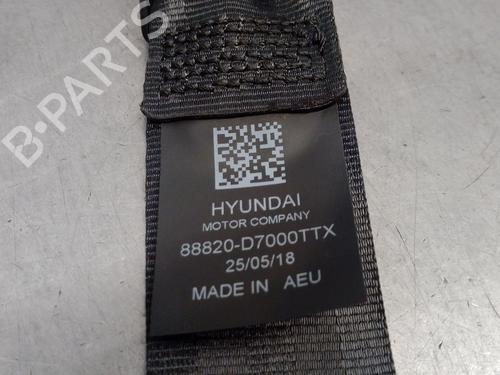 HYUNDAI
MOTOR COMPANY
88820-D7000TTX
25/05/18
MADE IN AEU
B-PARTS